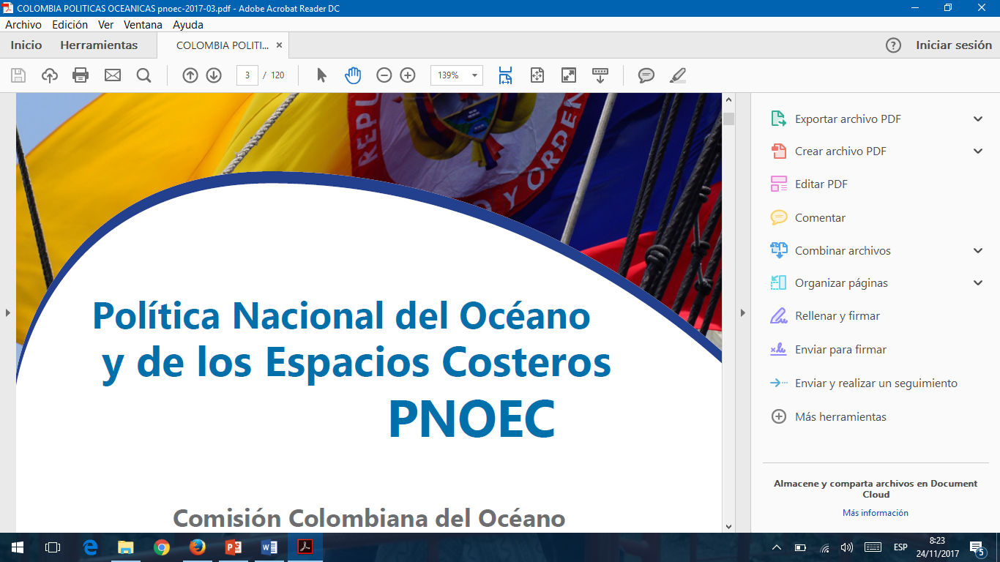 COLOMBIA POLITICAS OCEANICAS pnoec-2017-03.pdf - Adobe Acrobat Reader DC
Archivo Edición Ver Ventana Ayuda
Inicio Herramientas COLOMBIA POLITI... × ? Iniciar sesión
3 / 120 139%
REPU
D Y ORDEN
Política Nacional del Océano
y de los Espacios Costeros
PNOEC
Comisión Colombiana del Océano
Exportar archivo PDF
Crear archivo PDF
Editar PDF
Comentar
Combinar archivos
Organizar páginas
Rellenar y firmar
Enviar para firmar
Enviar y realizar un seguimiento
Más herramientas
Almacene y comparta archivos en Document
Cloud
Más información
ESP
8:23
24/11/2017
5